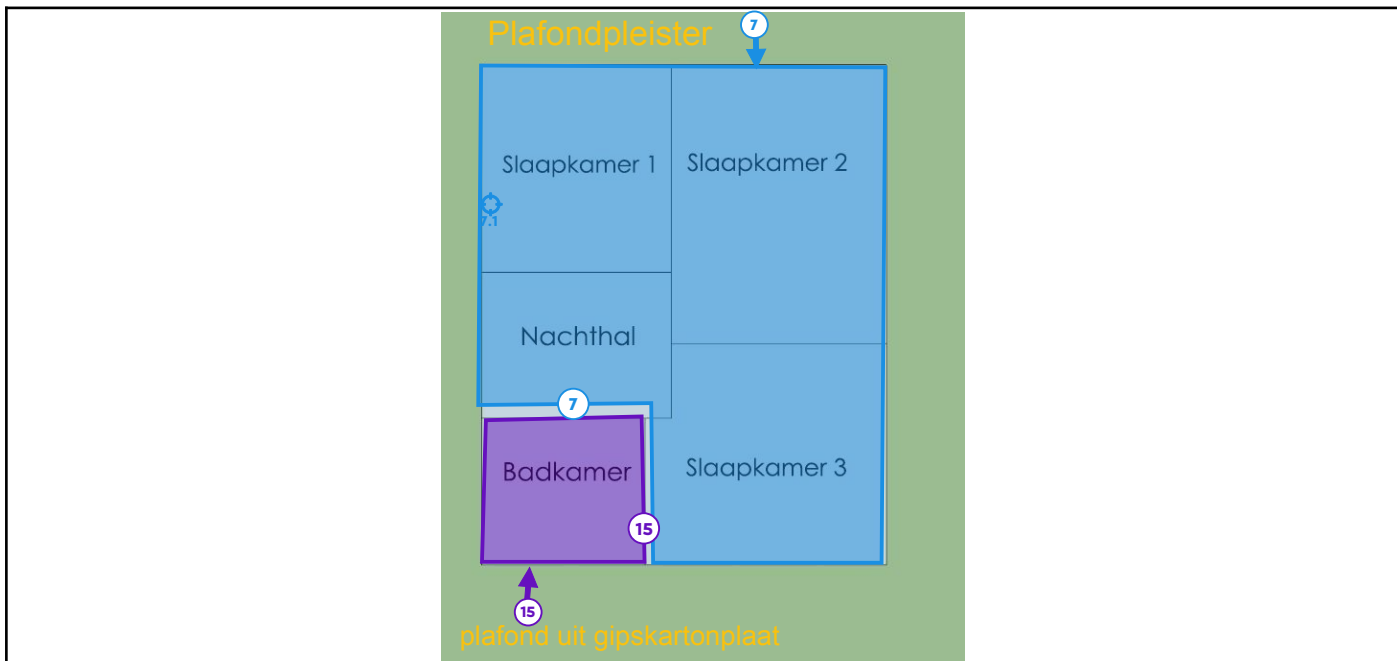 Plafondpleister
7
Slaapkamer 1
Slaapkamer 2
7.1
Nachthal
7
Badkamer
Slaapkamer 3
15
15
plafond uit gipskartonplaat